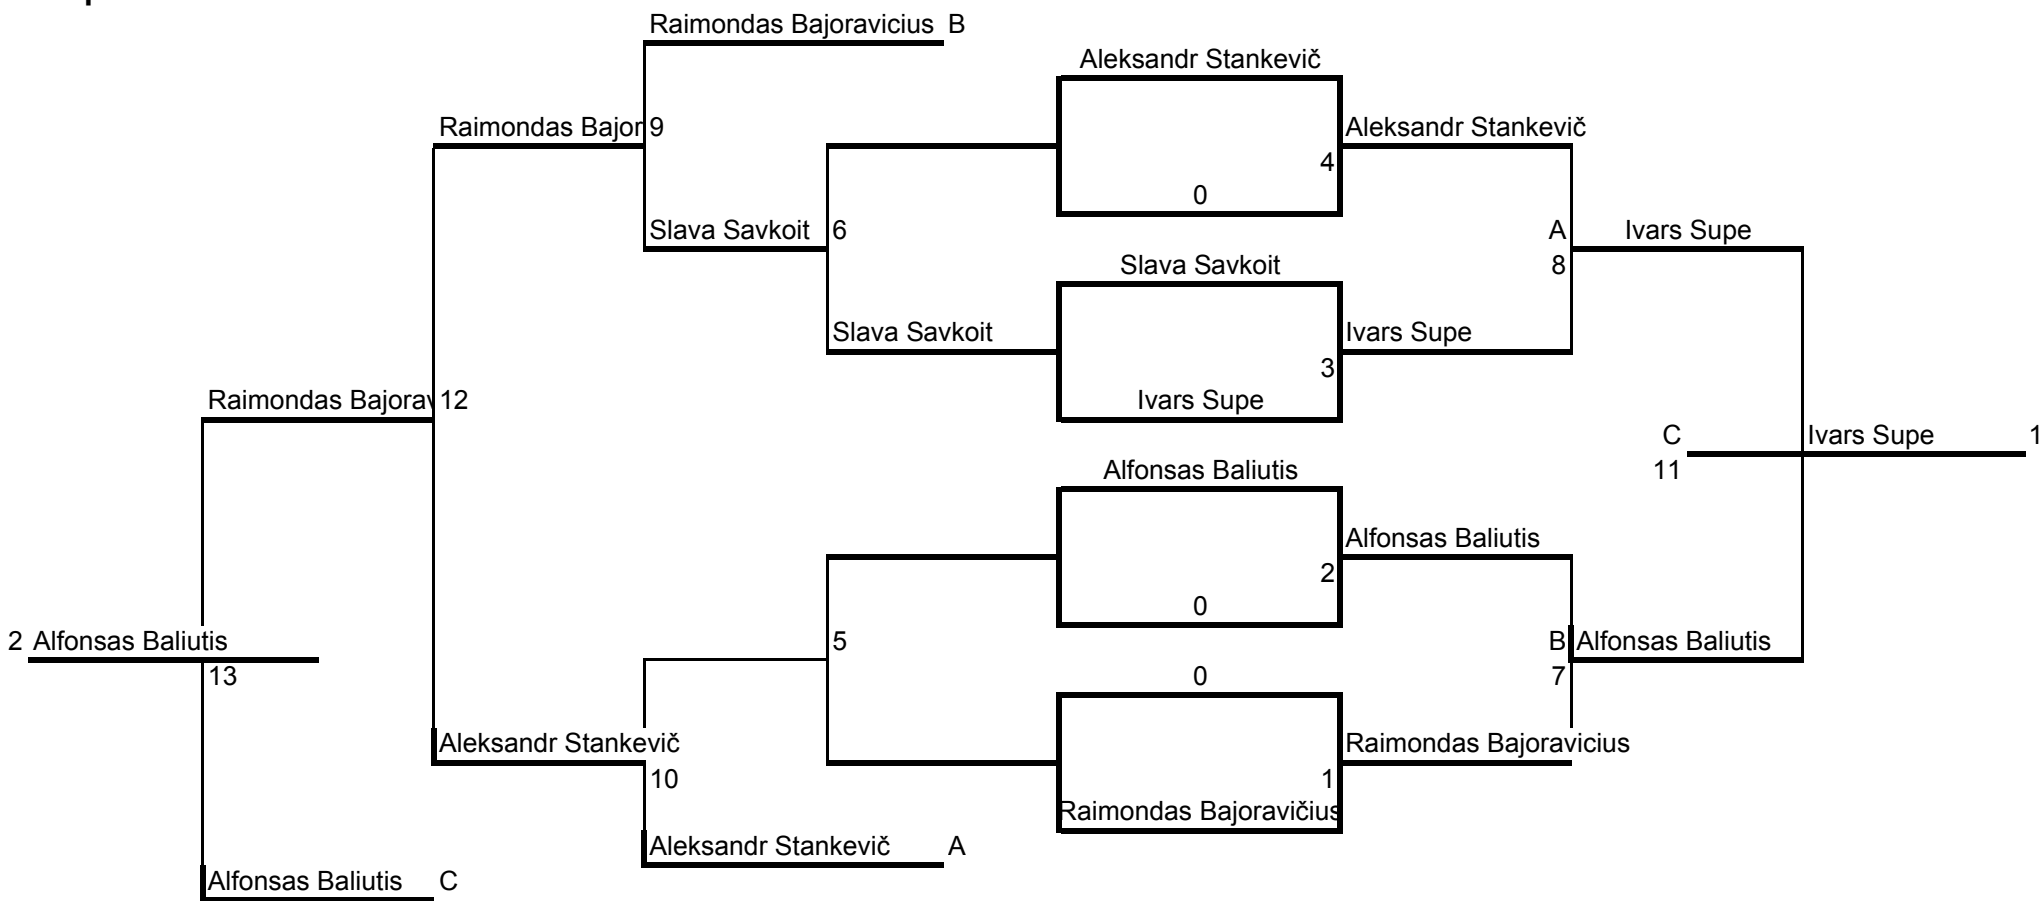 Raimondas Bajoravicius B
Aleksandr Stankevič
Raimondas Bajor 9
Aleksandr Stankevič
4
0
Slava Savkoit 6
A Ivars Supe
Slava Savkoit
8
Slava Savkoit
Ivars Supe
3
Raimondas Bajorav 12
Ivars Supe
C Ivars Supe 1
11
Alfonsas Baliutis
Alfonsas Baliutis
2
0
2 Alfonsas Baliutis
5
B Alfonsas Baliutis
13
0
7
Aleksandr Stankevič
Raimondas Bajoravicius
10
1
Raimondas Bajoravičius
Aleksandr Stankevič A
Alfonsas Baliutis C